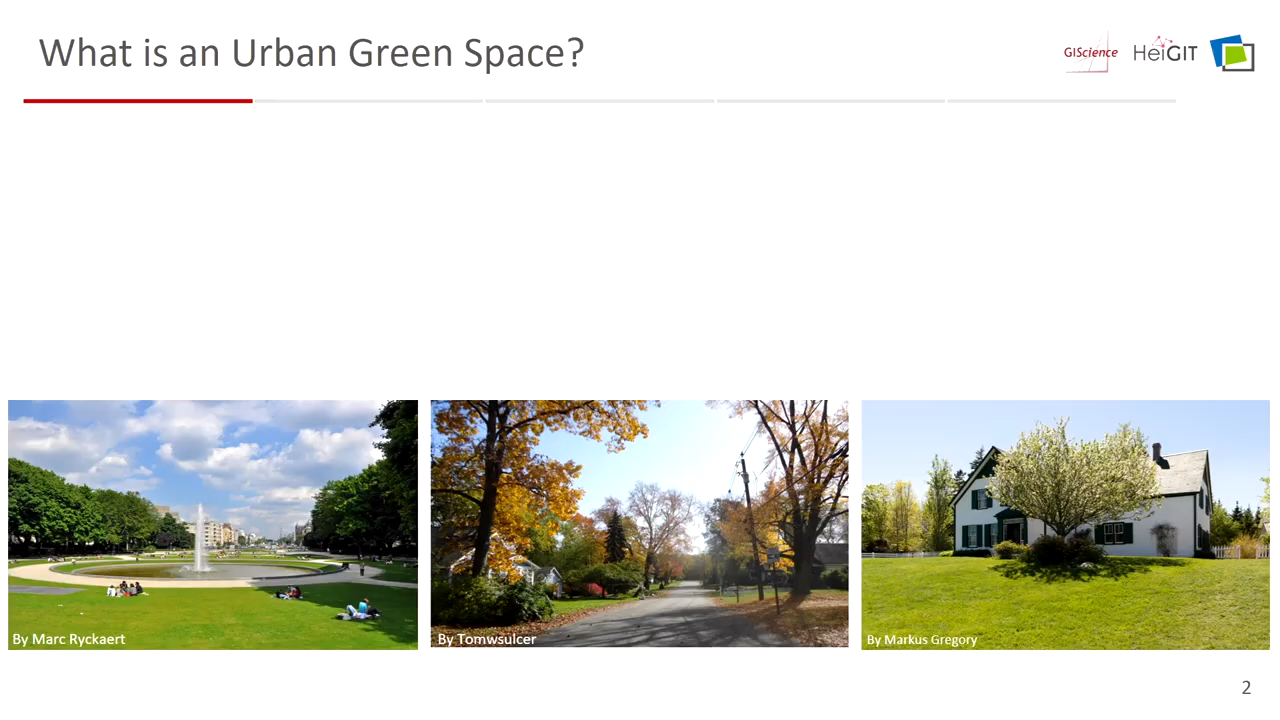 What is an Urban Green Space?
GIScience
HeiGIT
By Marc Ryckaert
By Tomwsulcer
By Markus Gregory
2